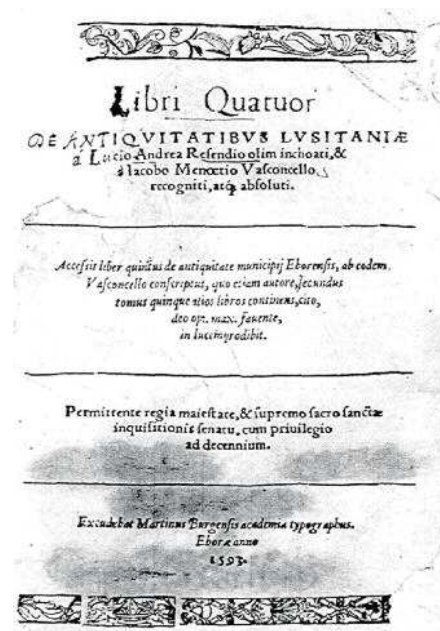 Libri Quatuor
DE ANTIQVITATIBVS LVSITANIÆ
à Lucio Andrea Resendio olim inchoati,&
à Iacobo Menœtio Vasconcello
recogniti, atq; absoluti.
Accessit liber quintus de antiquitate municipij Eborensis, ab eodem
Vasconcello conscriptus, quo etiam autore, secundus
tomus quinque alios libros continens, cito,
deo opt. max. fauente,
in lucem prodibit.
Permittente regia maiestate, & supremo sacro sanctæ
inquisitionis senatu, cum priuilegio
ad decennium.
Excudebat Martinus Burgensis academiæ typographus.
Eboræ anno
1593.